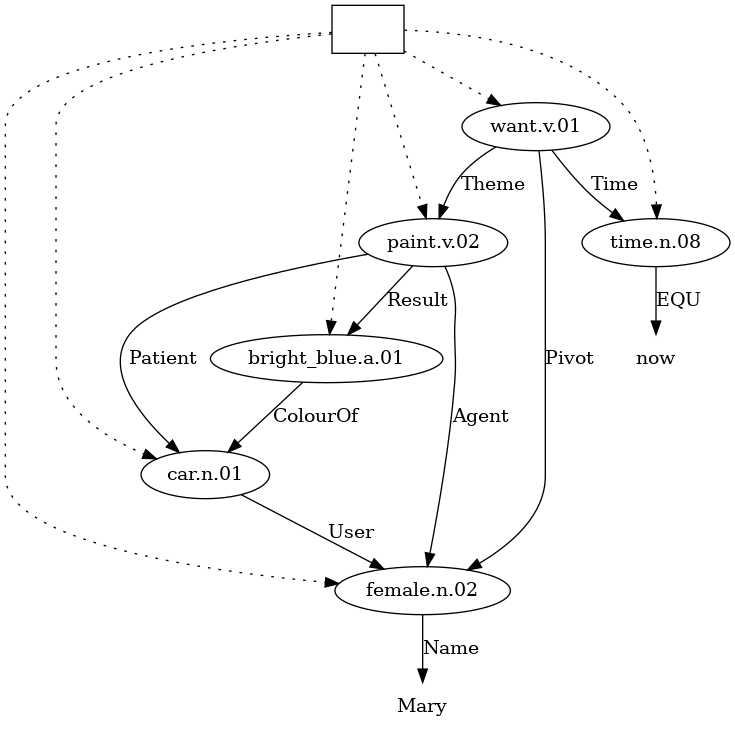 want.v.01
Theme
Time
paint.v.02
time.n.08
Result
EQU
Patient
bright_blue.a.01
Pivot
now
ColourOf
Agent
car.n.01
User
female.n.02
Name
Mary